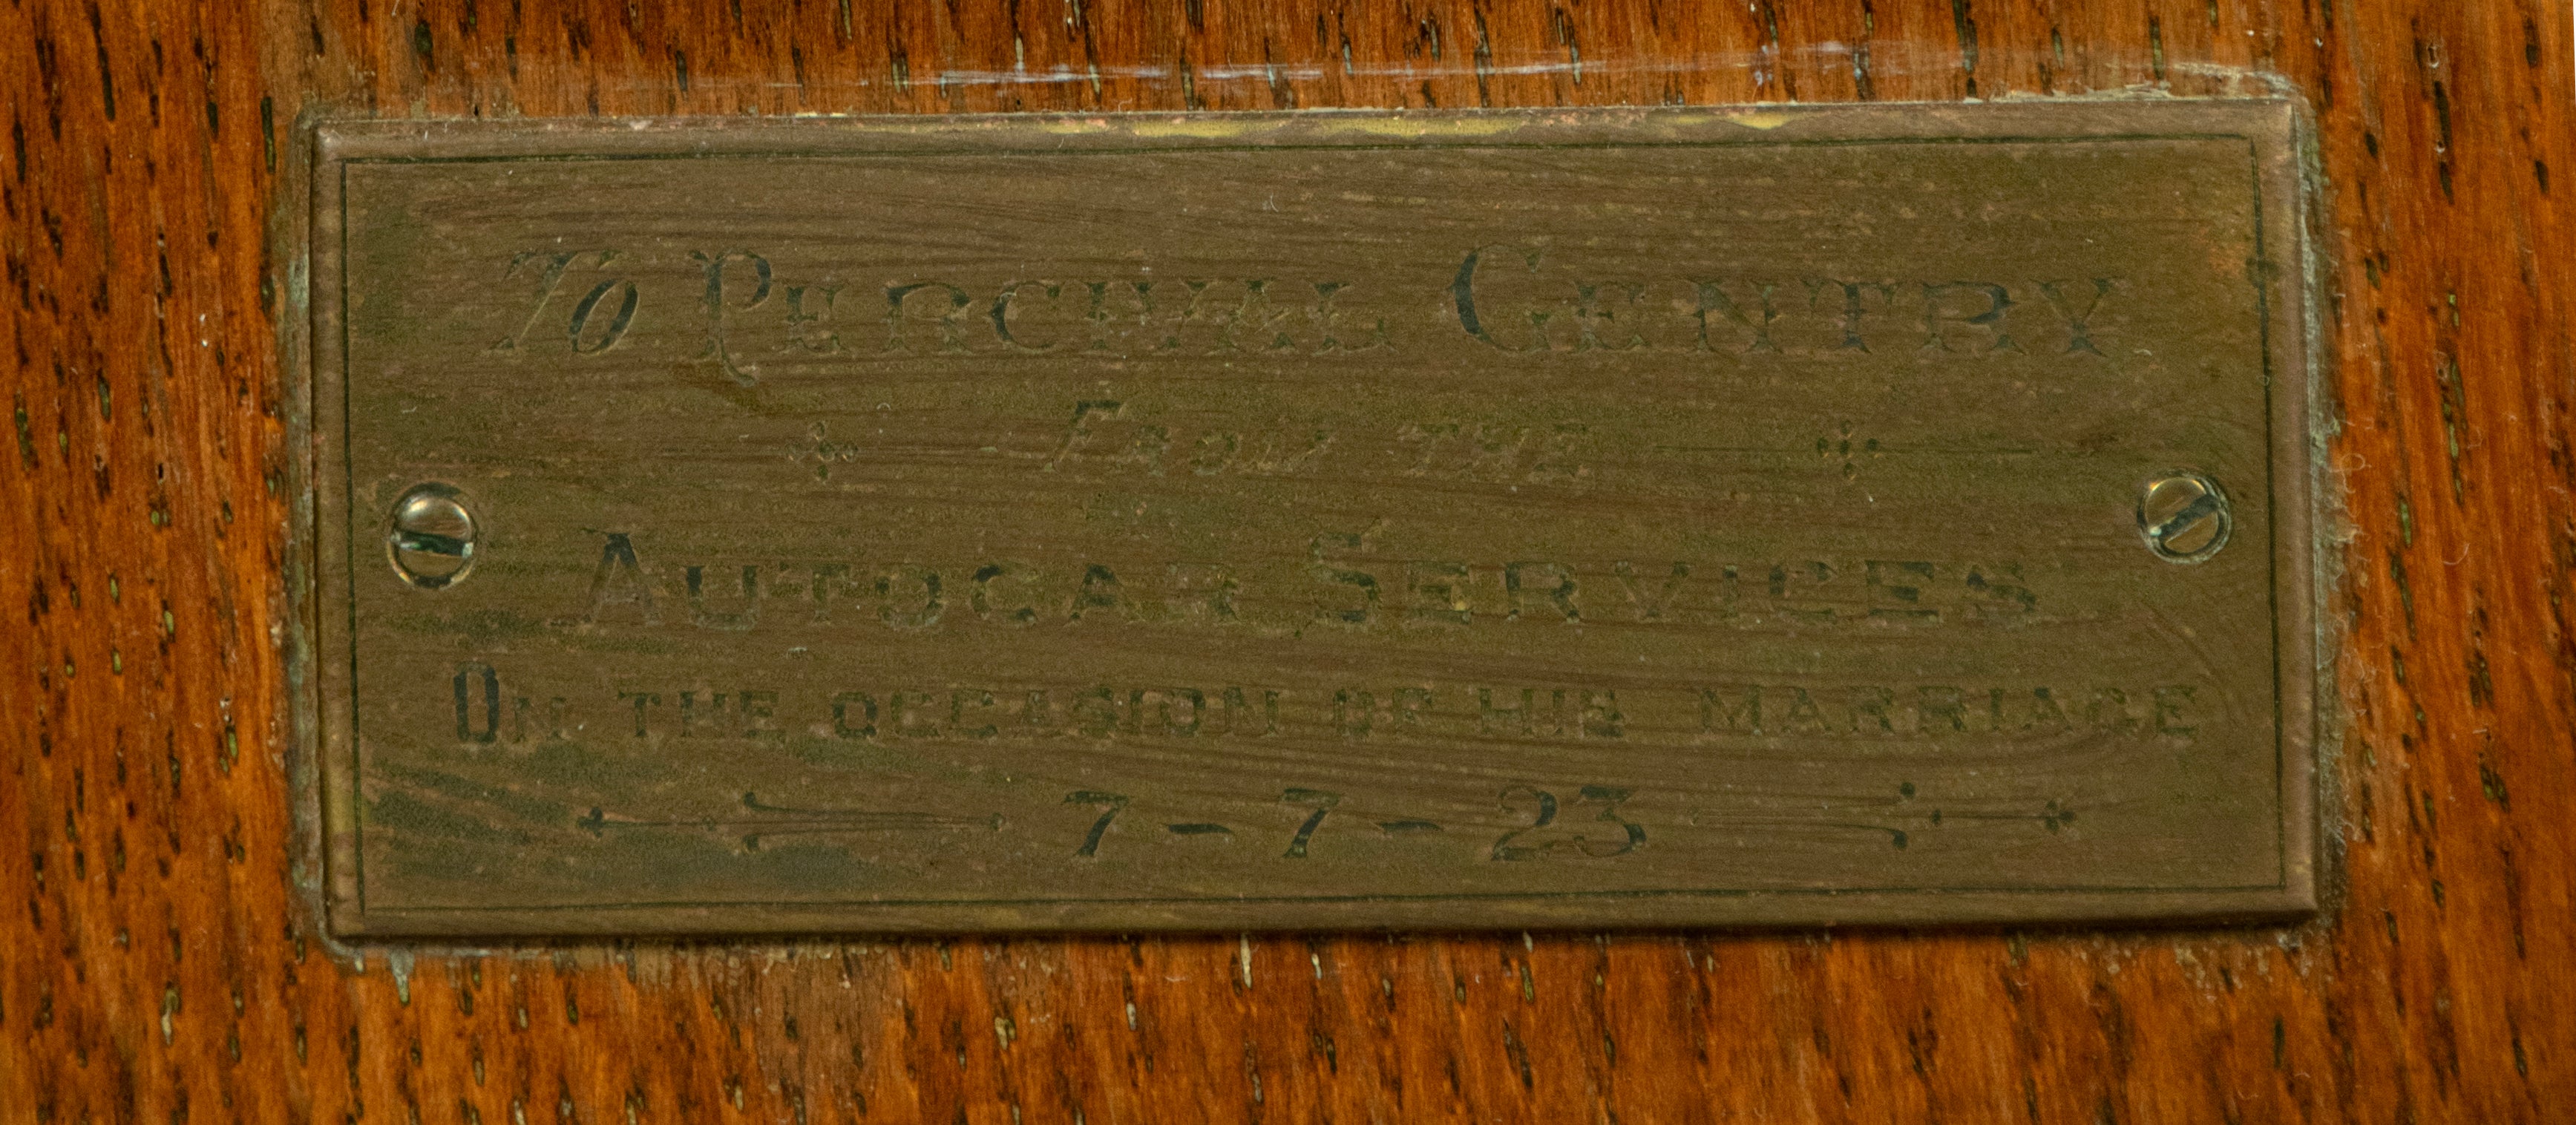 To PERCIVAL GENTRY
FROM THE
AUTOCAR SERVICES
ON THE OCCASION OF HIS MARRIAGE
7-7-23